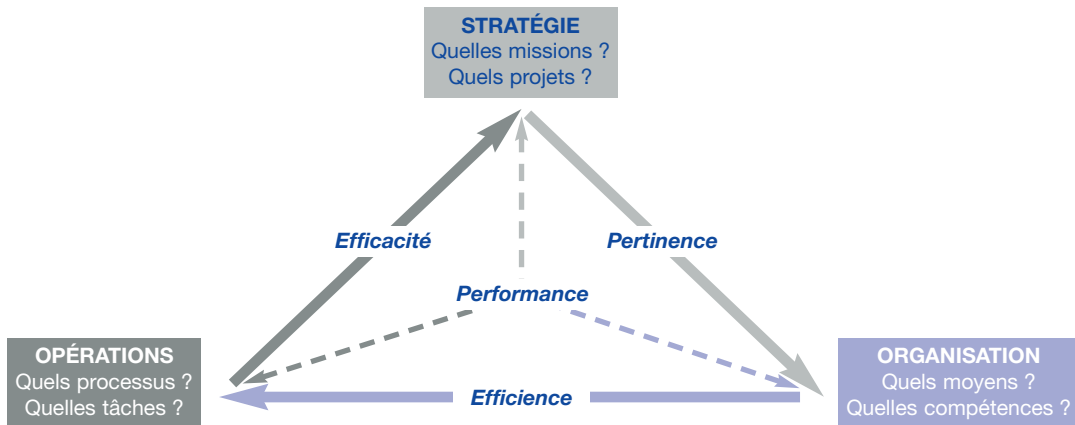 STRATÉGIE
Quelles missions ?
Quels projets ?
Efficacité
Pertinence
Performance
OPÉRATIONS
Quels processus ?
Quelles tâches ?
ORGANISATION
Quels moyens ?
Quelles compétences ?
Efficience